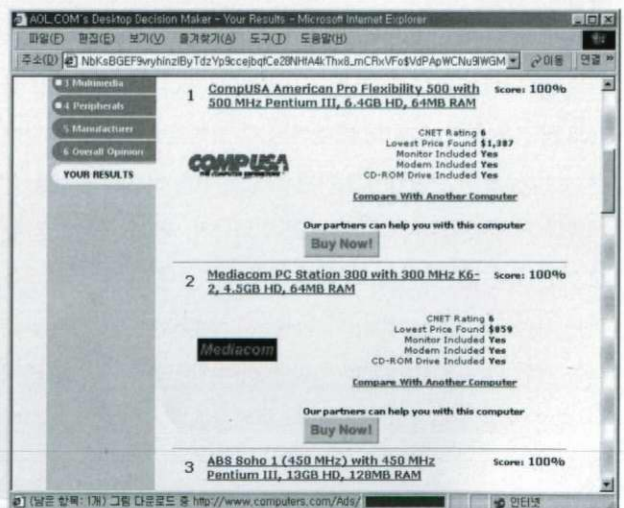 AOL.COM's Desktop Decision Maker - Your Results - Microsoft Internet Explorer
파일(F) 편집(E) 보기(V) 즐겨찾기(A) 도구(T) 도움말(H)
주소(D) 이동 연결 »
3 Multimedia
4 Peripherals
5 Manufacturer
6 Overall Opinion
YOUR RESULTS
1 CompUSA American Pro Flexibility 500 with 500 MHz Pentium III, 6.4GB HD, 64MB RAM
Score: 100%
COMPUSA
CNET Rating 6
Lowest Price Found $1,387
Monitor Included Yes
Modem Included Yes
CD-ROM Drive Included Yes
Compare With Another Computer
Our partners can help you with this computer
Buy Now!
2 Mediacom PC Station 300 with 300 MHz K6-2, 4.5GB HD, 64MB RAM
Score: 100%
Mediacom
CNET Rating 6
Lowest Price Found $859
Monitor Included Yes
Modem Included Yes
CD-ROM Drive Included Yes
Compare With Another Computer
Our partners can help you with this computer
Buy Now!
3 ABS Soho 1 (450 MHz) with 450 MHz Pentium III, 13GB HD, 128MB RAM
Score: 100%
(남은 항목: 1개) 그림 다운로드 중 http://www.computers.com/Ads/
인터넷